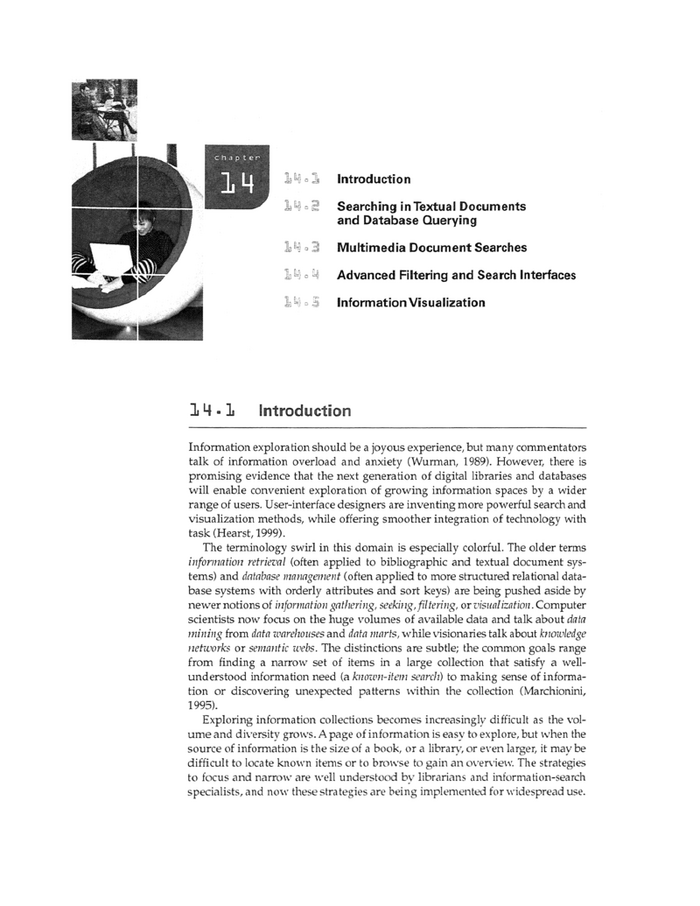 chapter
14
14.1 Introduction
14.2 Searching in Textual Documents
and Database Querying
14.3 Multimedia Document Searches
14.4 Advanced Filtering and Search Interfaces
14.5 Information Visualization
14.1 Introduction
Information exploration should be a joyous experience, but many commentators
talk of information overload and anxiety (Wurman, 1989). However, there is
promising evidence that the next generation of digital libraries and databases
will enable convenient exploration of growing information spaces by a wider
range of users. User-interface designers are inventing more powerful search and
visualization methods, while offering smoother integration of technology with
task (Hearst, 1999).
The terminology swirl in this domain is especially colorful. The older terms
information retrieval (often applied to bibliographic and textual document sys-
tems) and database management (often applied to more structured relational data-
base systems with orderly attributes and sort keys) are being pushed aside by
newer notions of information gathering, seeking, filtering, or visualization. Computer
scientists now focus on the huge volumes of available data and talk about data
mining from data warehouses and data marts, while visionaries talk about knowledge
networks or semantic webs. The distinctions are subtle; the common goals range
from finding a narrow set of items in a large collection that satisfy a well-
understood information need (a known-item search) to making sense of informa-
tion or discovering unexpected patterns within the collection (Marchionini,
1995).
Exploring information collections becomes increasingly difficult as the vol-
ume and diversity grows. A page of information is easy to explore, but when the
source of information is the size of a book, or a library, or even larger, it may be
difficult to locate known items or to browse to gain an overview. The strategies
to focus and narrow are well understood by librarians and information-search
specialists, and now these strategies are being implemented for widespread use.